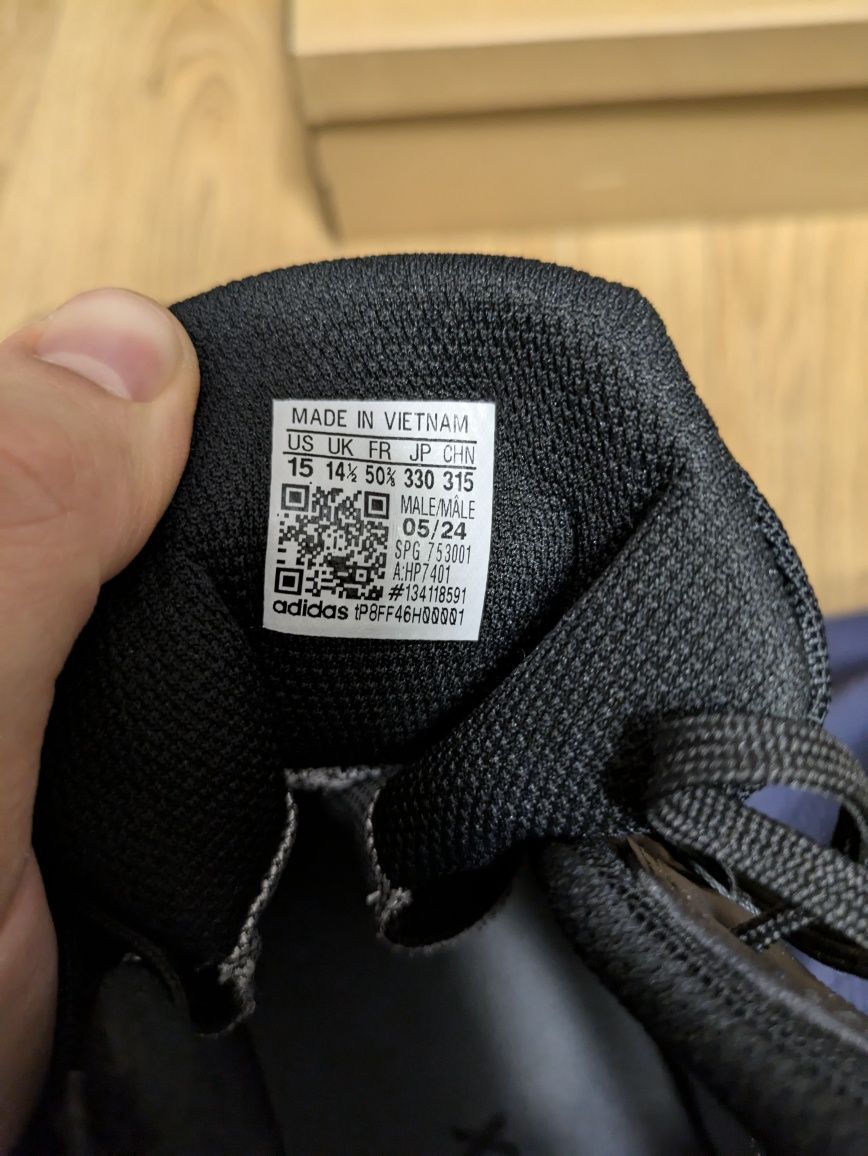 MADE IN VIETNAM
US UK FR JP CHN
15 14½ 50⅔ 330 315
MALE/MÂLE
05/24
SPG 753001
A:HP7401
#134118591
adidas tP8FF46H00001